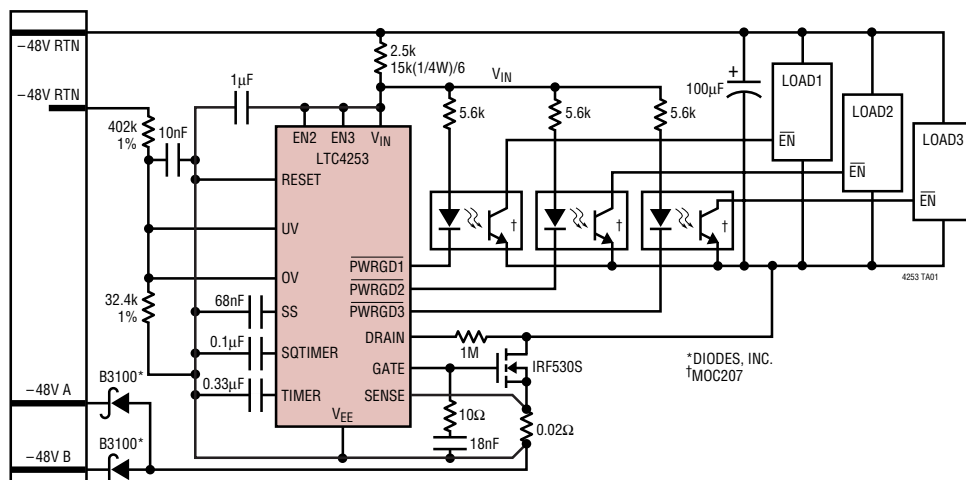 −48V RTN
−48V RTN
2.5k
15k(1/4W)/6
1µF
VIN
5.6k
5.6k
5.6k
+
100µF
LOAD1
EN
LOAD2
EN
LOAD3
EN
402k
1%
10nF
EN2
EN3
VIN
LTC4253
RESET
UV
OV
SS
SQTIMER
TIMER
VEE
PWRGD1
PWRGD2
PWRGD3
DRAIN
GATE
SENSE
†
†
†
4253 TA01
32.4k
1%
68nF
0.1µF
0.33µF
1M
IRF530S
*DIODES, INC.
†MOC207
−48V A
B3100*
−48V B
B3100*
10Ω
18nF
0.02Ω